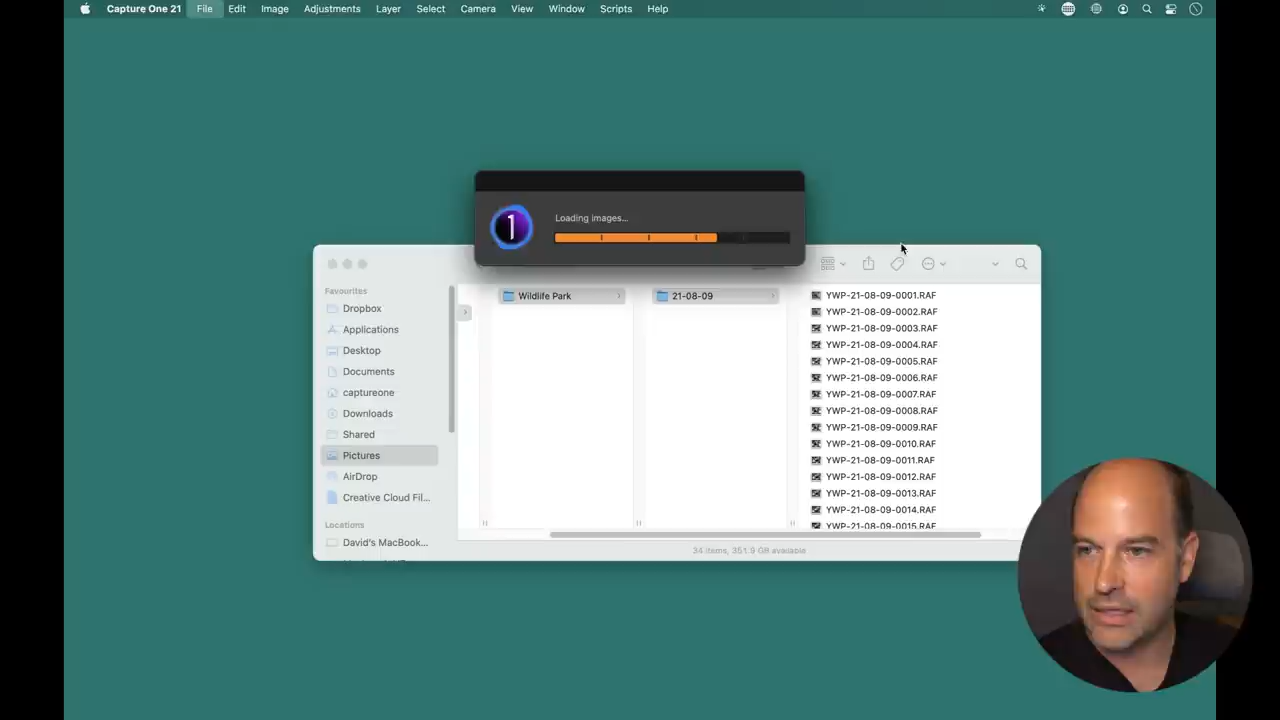 Capture One 21 File Edit Image Adjustments Layer Select Camera View Window Scripts Help
Loading images...
Favourites
Dropbox
Applications
Desktop
Documents
captureone
Downloads
Shared
Pictures
AirDrop
Creative Cloud Fil...
Locations
David's MacBook...
Wildlife Park
21-08-09
YWP-21-08-09-0001.RAF
YWP-21-08-09-0002.RAF
YWP-21-08-09-0003.RAF
YWP-21-08-09-0004.RAF
YWP-21-08-09-0005.RAF
YWP-21-08-09-0006.RAF
YWP-21-08-09-0007.RAF
YWP-21-08-09-0008.RAF
YWP-21-08-09-0009.RAF
YWP-21-08-09-0010.RAF
YWP-21-08-09-0011.RAF
YWP-21-08-09-0012.RAF
YWP-21-08-09-0013.RAF
YWP-21-08-09-0014.RAF
YWP-21-08-09-0015.RAF
34 items, 351.9 GB available